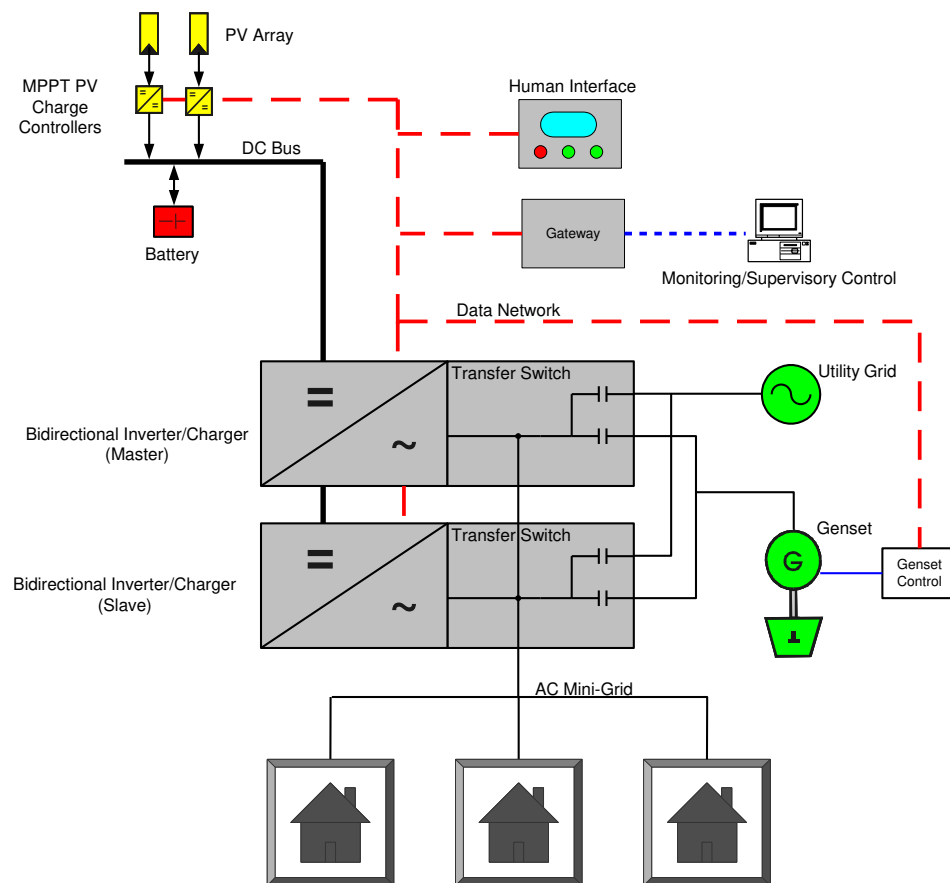 PV Array
MPPT PV
Charge
Controllers
Human Interface
DC Bus
Battery
Gateway
Monitoring/Supervisory Control
Data Network
Transfer Switch
Utility Grid
Bidirectional Inverter/Charger
(Master)
=
~
Transfer Switch
Genset
G
Genset
Control
Bidirectional Inverter/Charger
(Slave)
=
~
AC Mini-Grid